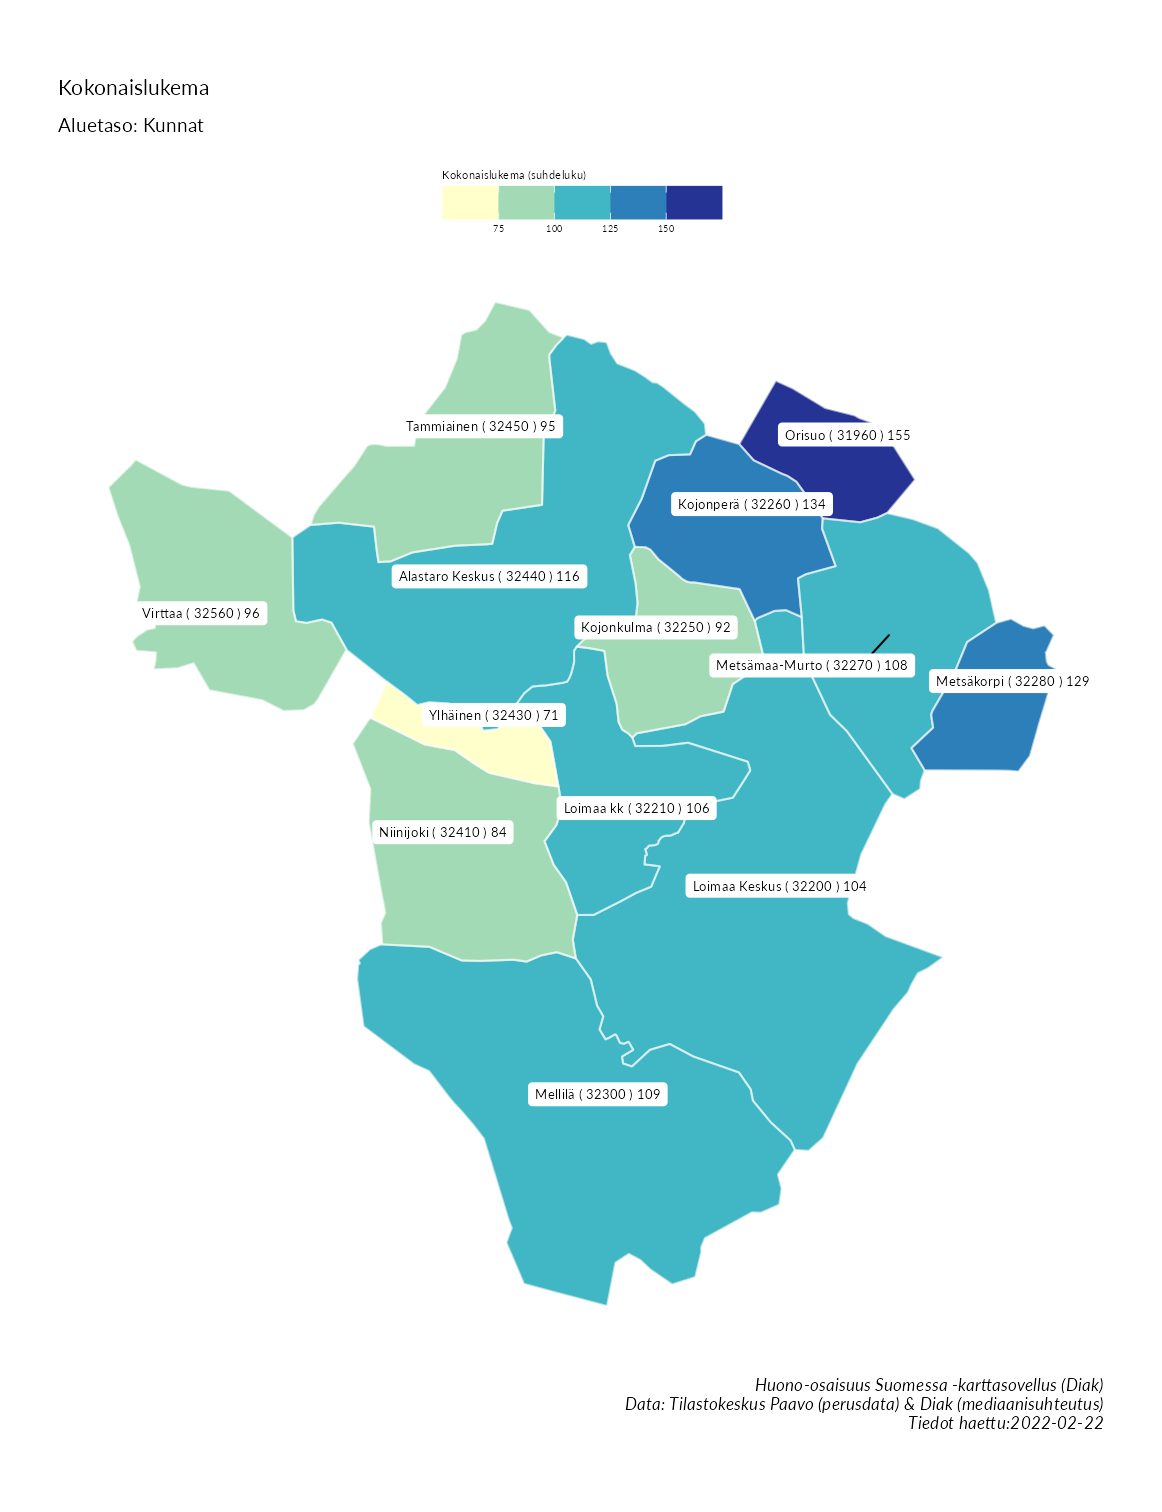 Kokonaislukema
Aluetaso: Kunnat
Kokonaislukema (suhdeluku)
75 100 125 150
Tammiainen ( 32450 ) 95
Orisuo ( 31960 ) 155
Kojonperä ( 32260 ) 134
Alastaro Keskus ( 32440 ) 116
Virttaa ( 32560 ) 96
Kojonkulma ( 32250 ) 92
Metsämaa-Murto ( 32270 ) 108
Metsäkorpi ( 32280 ) 129
Ylhäinen ( 32430 ) 71
Loimaa kk ( 32210 ) 106
Niinijoki ( 32410 ) 84
Loimaa Keskus ( 32200 ) 104
Mellilä ( 32300 ) 109
Huono-osaisuus Suomessa -karttasovellus (Diak)
Data: Tilastokeskus Paavo (perusdata) & Diak (mediaanisuhteutus)
Tiedot haettu:2022-02-22